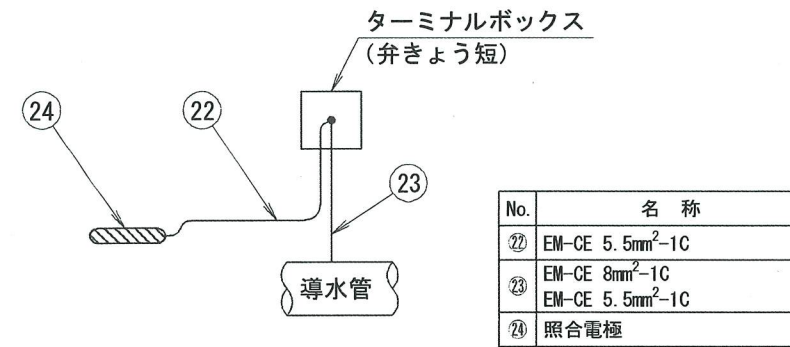 ターミナルボックス
(弁きょう短)
24
22
23
導水管
No. 名 称
㉒ EM-CE 5.5mm²-1C
㉓ EM-CE 8mm²-1C
EM-CE 5.5mm²-1C
㉔ 照合電極